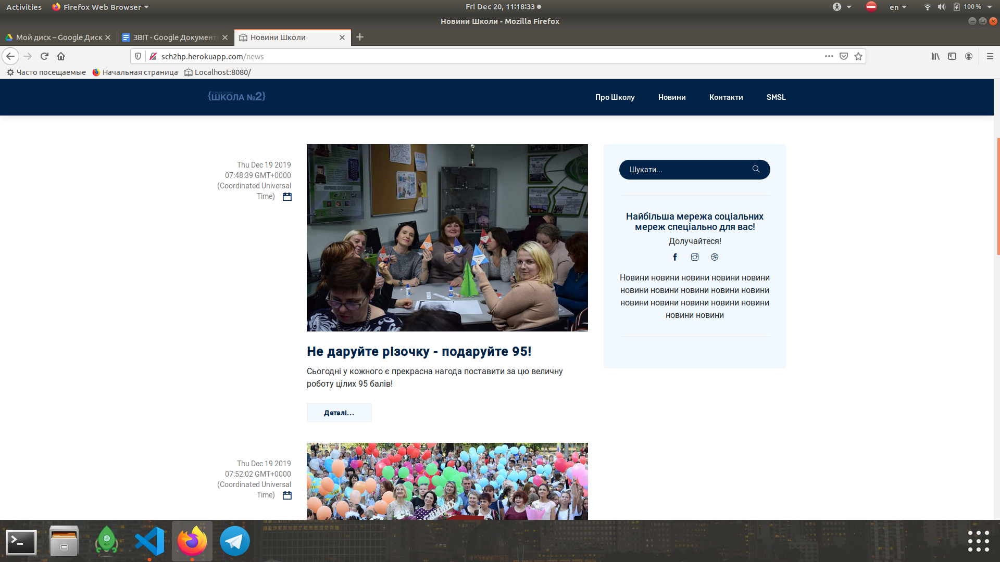 Activities
Firefox Web Browser
Fri Dec 20, 11:18:33
en
100 %
Новини Школи - Mozilla Firefox
Мой диск – Google Диск
ЗВІТ - Google Документ
Новини Школи
sch2hp.herokuapp.com/news
Часто посещаемые
Начальная страница
Localhost:8080/
{ШКОЛА №2}
Про Школу
Новини
Контакти
SMSL
Thu Dec 19 2019
07:48:39 GMT+0000
(Coordinated Universal
Time)
Шукати...
Найбільша мережа соціальних
мереж спеціально для вас!
Долучайтеся!
Новини новини новини новини новини
новини новини новини новини новини
новини новини новини новини новини
новини новини
Не даруйте різочку - подаруйте 95!
Сьогодні у кожного є прекрасна нагода поставити за цю величну
роботу цілих 95 балів!
Деталі...
Thu Dec 19 2019
07:52:02 GMT+0000
(Coordinated Universal
Time)